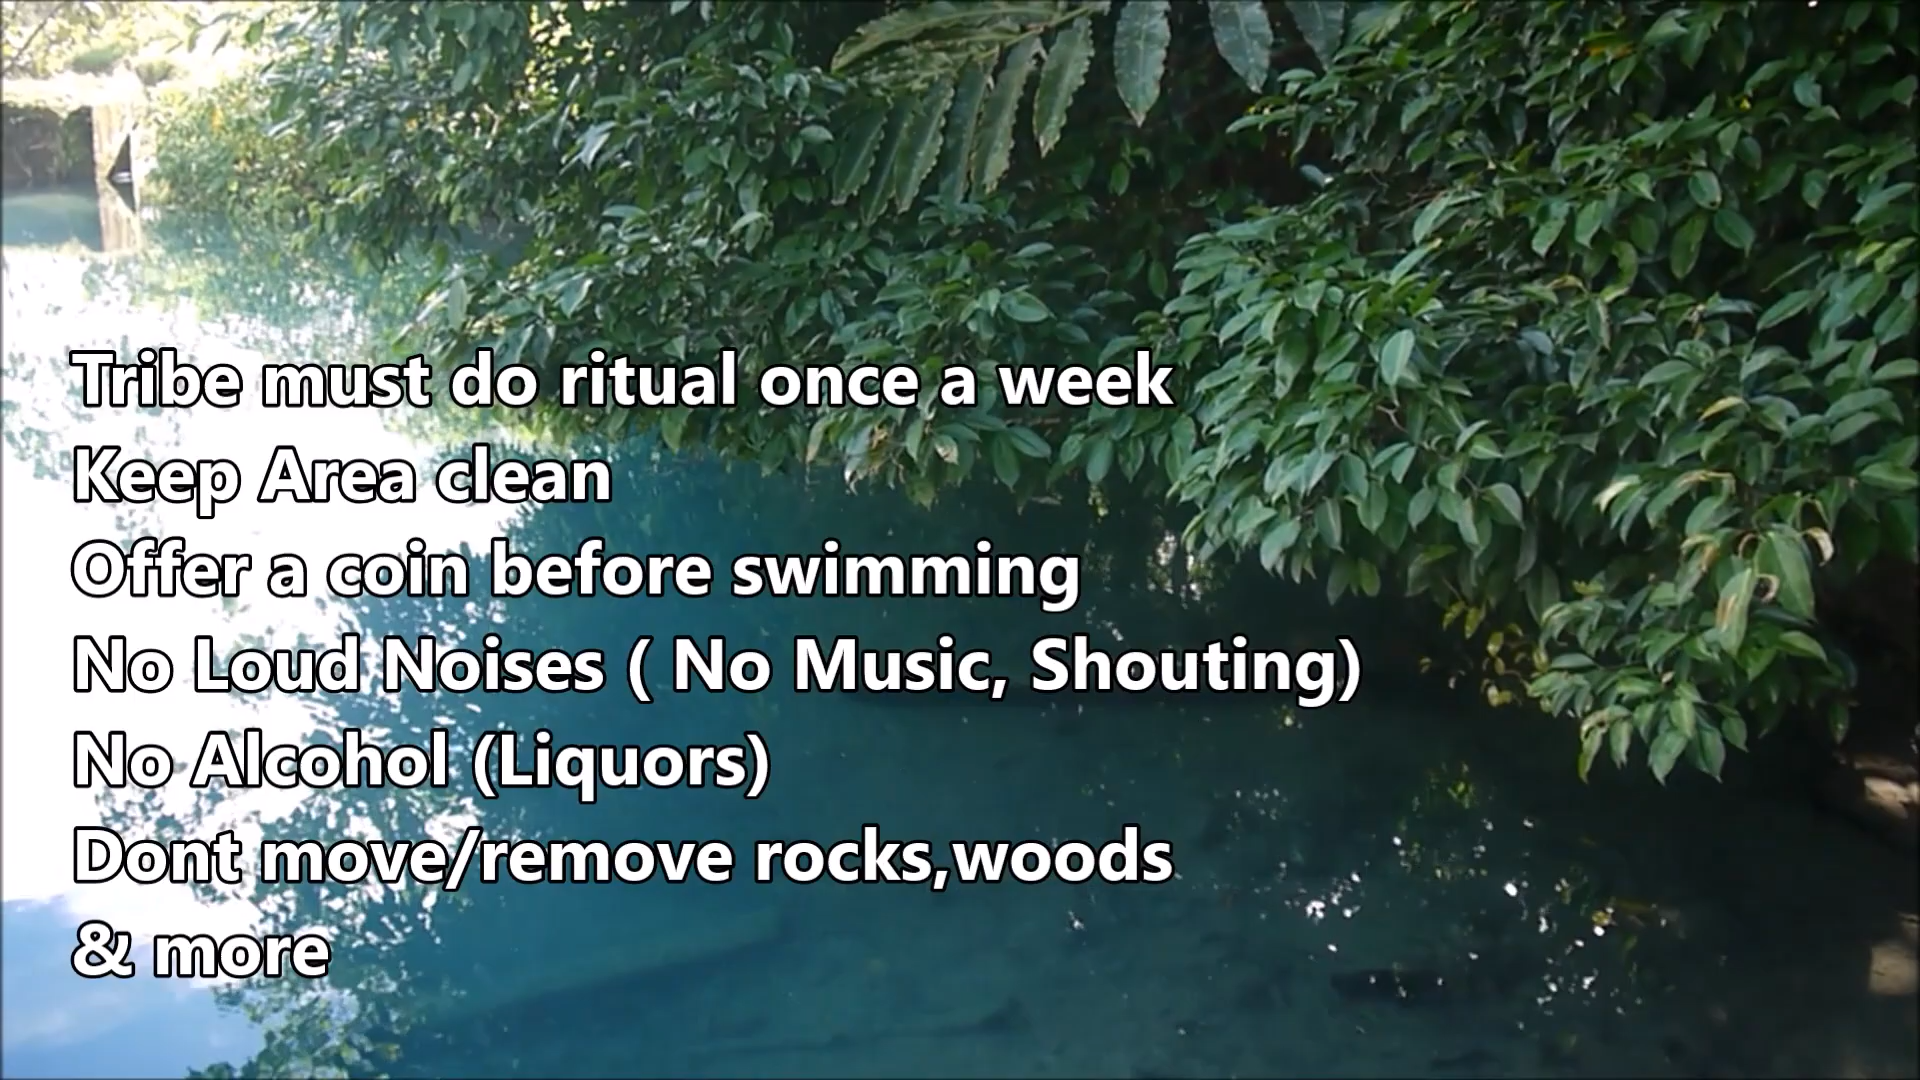 Tribe must do ritual once a week
Keep Area clean
Offer a coin before swimming
No Loud Noises ( No Music, Shouting)
No Alcohol (Liquors)
Dont move/remove rocks,woods
& more